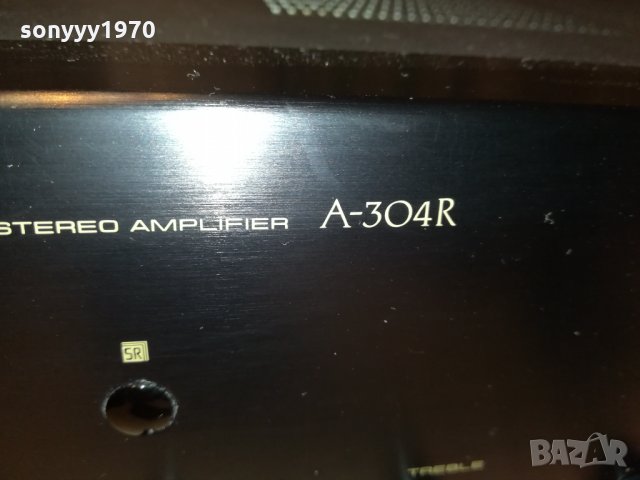 sonyyy1970
STEREO AMPLIFIER A-304R
SR
TREBLE
BAZAR